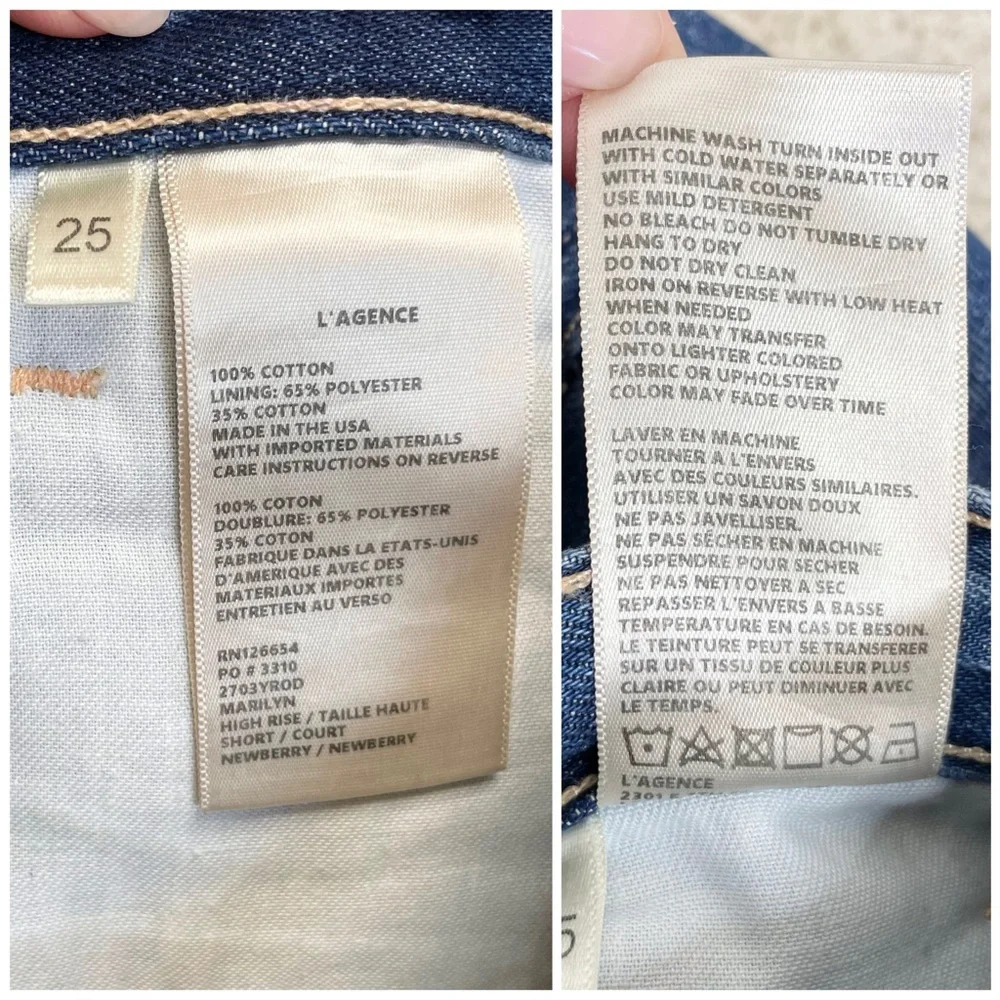 25
L'AGENCE
100% COTTON
LINING: 65% POLYESTER
35% COTTON
MADE IN THE USA
WITH IMPORTED MATERIALS
CARE INSTRUCTIONS ON REVERSE
100% COTON
DOUBLURE: 65% POLYESTER
35% COTON
FABRIQUE DANS LA ETATS-UNIS
D'AMERIQUE AVEC DES
MATERIAUX IMPORTES
ENTRETIEN AU VERSO
RN126654
PO # 3310
2703YROD
MARILYN
HIGH RISE / TAILLE HAUTE
SHORT / COURT
NEWBERRY / NEWBERRY
MACHINE WASH TURN INSIDE OUT
WITH COLD WATER SEPARATELY OR
WITH SIMILAR COLORS
USE MILD DETERGENT
NO BLEACH DO NOT TUMBLE DRY
HANG TO DRY
DO NOT DRY CLEAN
IRON ON REVERSE WITH LOW HEAT
WHEN NEEDED
COLOR MAY TRANSFER
ONTO LIGHTER COLORED
FABRIC OR UPHOLSTERY
COLOR MAY FADE OVER TIME
LAVER EN MACHINE
TOURNER A L'ENVERS
AVEC DES COULEURS SIMILAIRES.
UTILISER UN SAVON DOUX
NE PAS JAVELLISER.
NE PAS SÉCHER EN MACHINE
SUSPENDRE POUR SÉCHER
NE PAS NETTOYER A SEC
REPASSER L'ENVERS A BASSE
TEMPERATURE EN CAS DE BESOIN.
LE TEINTURE PEUT SE TRANSFERER
SUR UN TISSU DE COULEUR PLUS
CLAIRE OU PEUT DIMINUER AVEC
LE TEMPS.
L'AGENCE